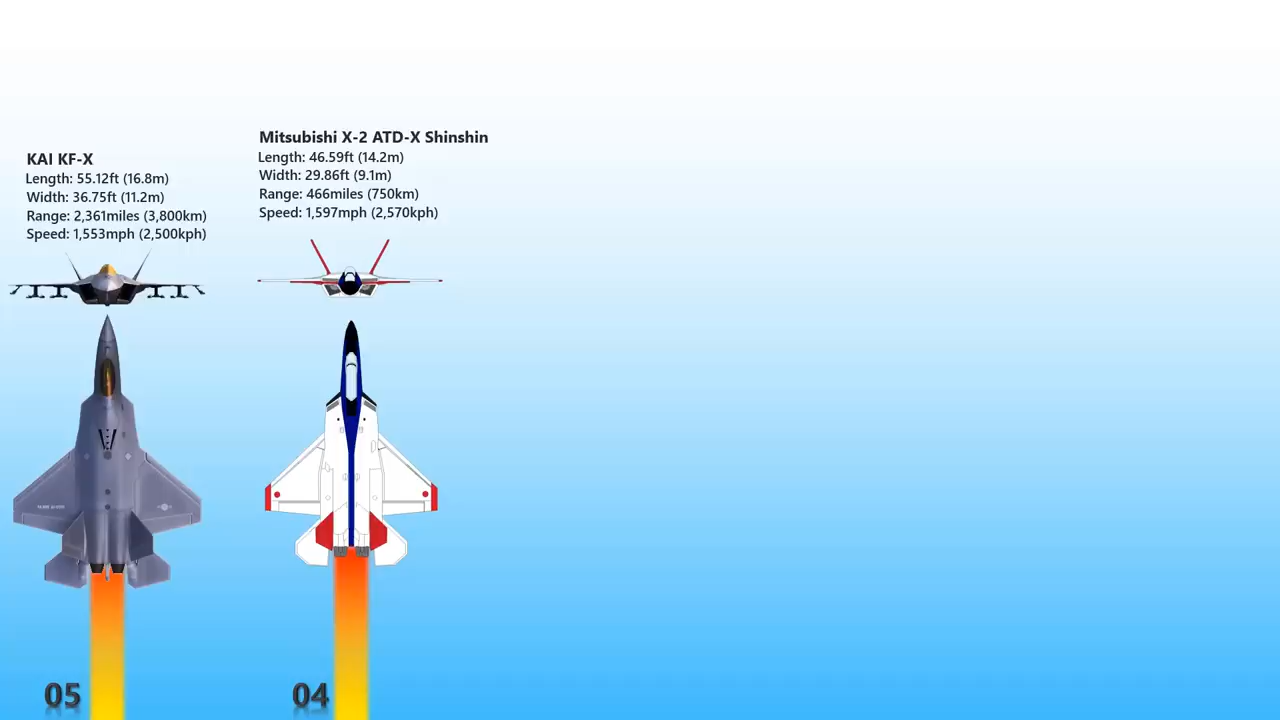 KAI KF-X
Length: 55.12ft (16.8m)
Width: 36.75ft (11.2m)
Range: 2,361miles (3,800km)
Speed: 1,553mph (2,500kph)
Mitsubishi X-2 ATD-X Shinshin
Length: 46.59ft (14.2m)
Width: 29.86ft (9.1m)
Range: 466miles (750km)
Speed: 1,597mph (2,570kph)
05
04